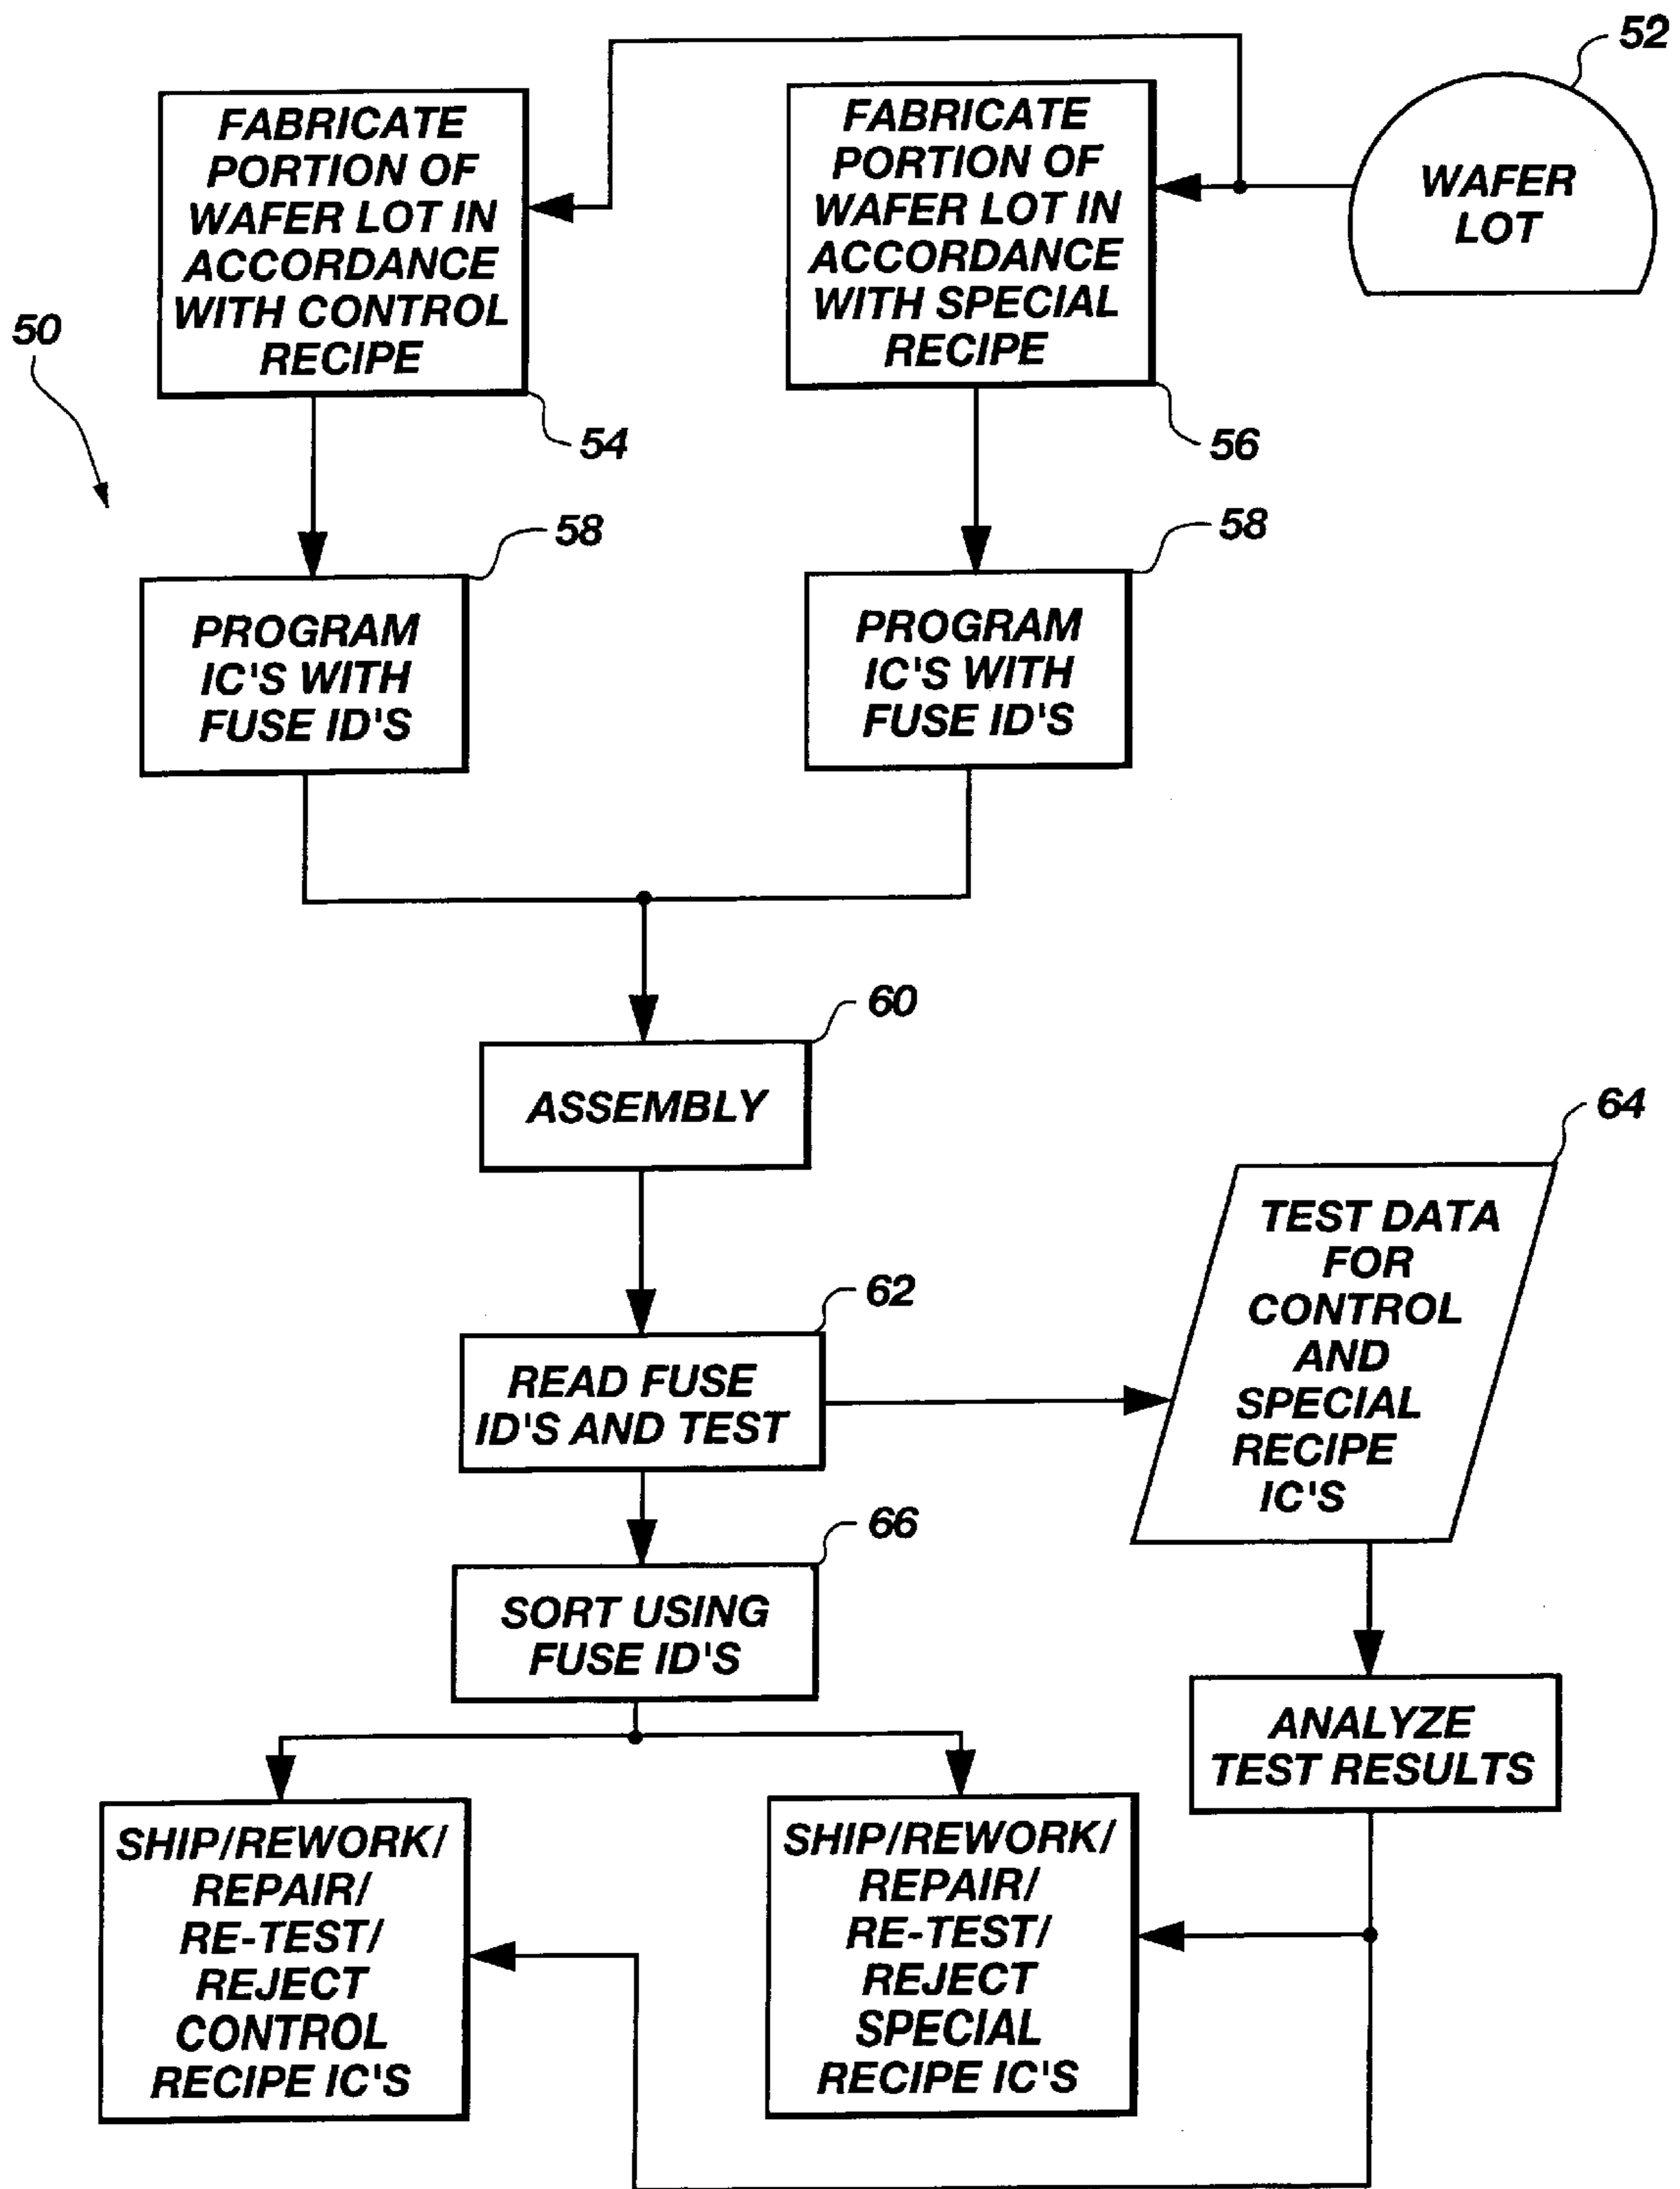 52
FABRICATE
PORTION OF
WAFER LOT IN
ACCORDANCE
WITH CONTROL
RECIPE
FABRICATE
PORTION OF
WAFER LOT IN
ACCORDANCE
WITH SPECIAL
RECIPE
WAFER
LOT
50
54
56
58
58
PROGRAM
IC'S WITH
FUSE ID'S
PROGRAM
IC'S WITH
FUSE ID'S
60
ASSEMBLY
64
TEST DATA
FOR
CONTROL
AND
SPECIAL
RECIPE
IC'S
62
READ FUSE
ID'S AND TEST
66
SORT USING
FUSE ID'S
ANALYZE
TEST RESULTS
SHIP/REWORK/
REPAIR/
RE-TEST/
REJECT
CONTROL
RECIPE IC'S
SHIP/REWORK/
REPAIR/
RE-TEST/
REJECT
SPECIAL
RECIPE IC'S